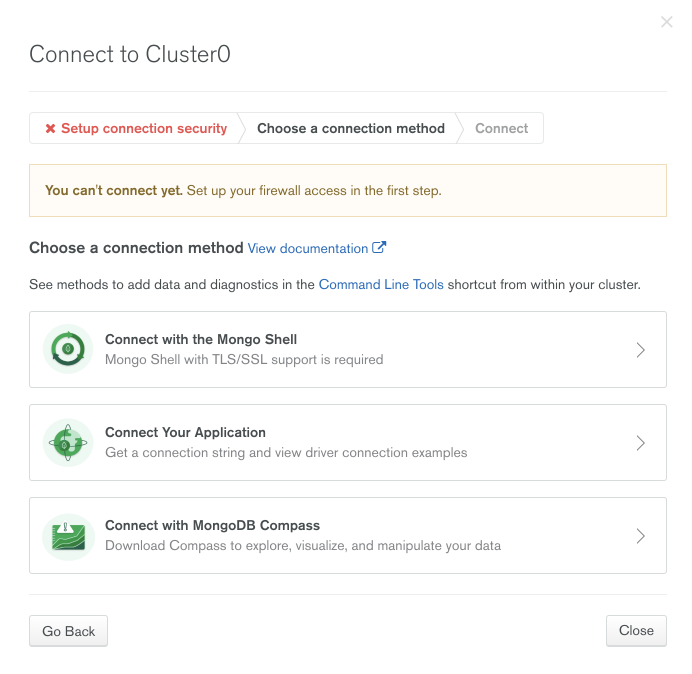 Connect to Cluster0
Setup connection security
Choose a connection method
Connect
You can't connect yet. Set up your firewall access in the first step.
Choose a connection method View documentation
See methods to add data and diagnostics in the Command Line Tools shortcut from within your cluster.
Connect with the Mongo Shell
Mongo Shell with TLS/SSL support is required
Connect Your Application
Get a connection string and view driver connection examples
Connect with MongoDB Compass
Download Compass to explore, visualize, and manipulate your data
Go Back
Close